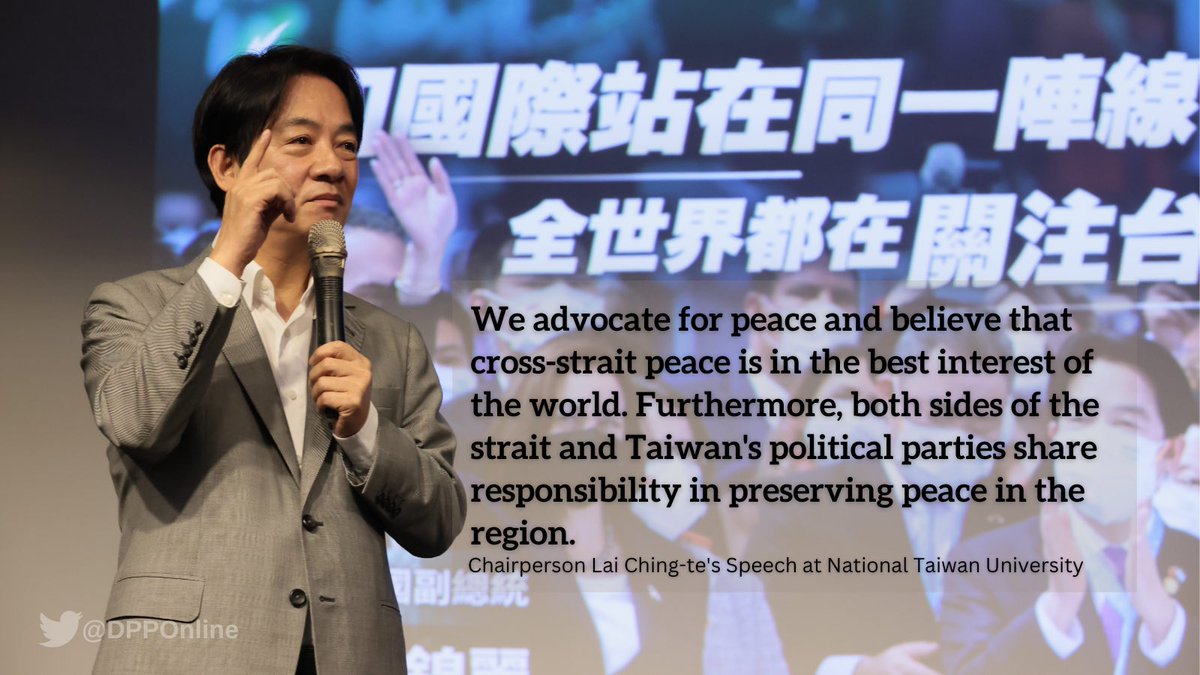 國際站在同一陣線
全世界都在關注台
We advocate for peace and believe that
cross-strait peace is in the best interest of
the world. Furthermore, both sides of the
strait and Taiwan's political parties share
responsibility in preserving peace in the
region.
Chairperson Lai Ching-te's Speech at National Taiwan University
國副總統
@DPPOnline